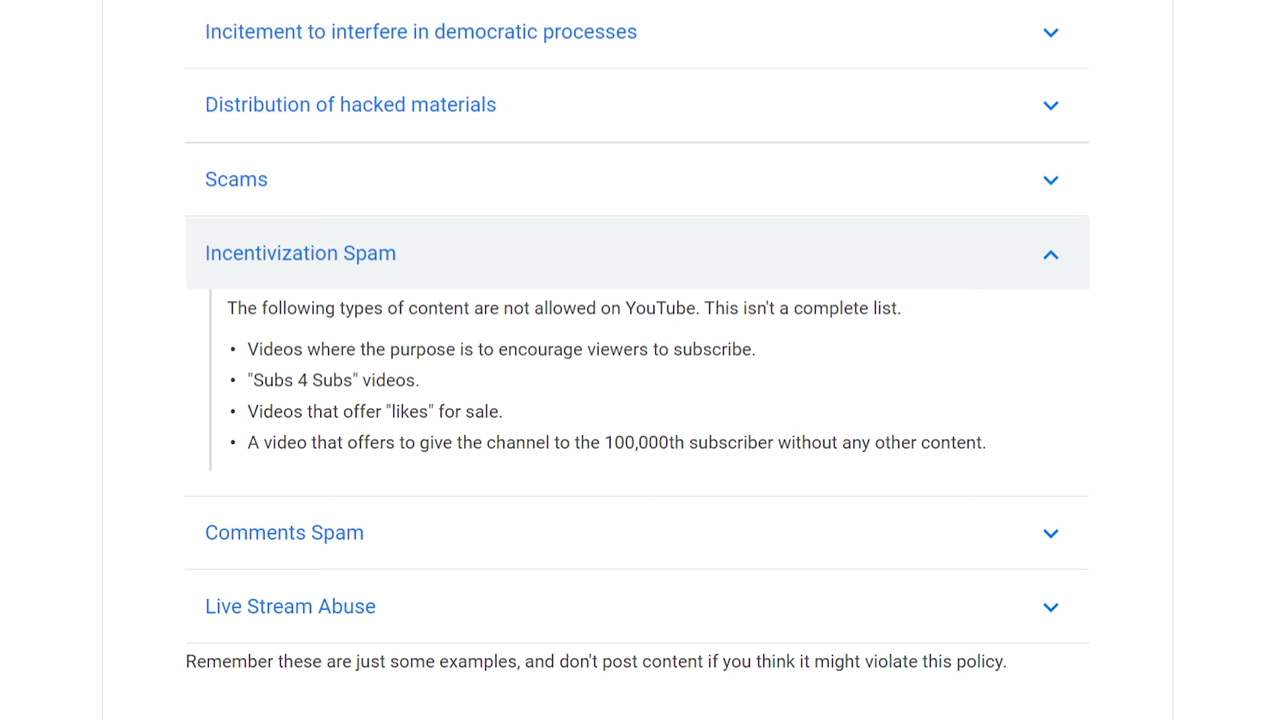 Incitement to interfere in democratic processes
Distribution of hacked materials
Scams
Incentivization Spam
The following types of content are not allowed on YouTube. This isn't a complete list.
• Videos where the purpose is to encourage viewers to subscribe.
• "Subs 4 Subs" videos.
• Videos that offer "likes" for sale.
• A video that offers to give the channel to the 100,000th subscriber without any other content.
Comments Spam
Live Stream Abuse
Remember these are just some examples, and don't post content if you think it might violate this policy.